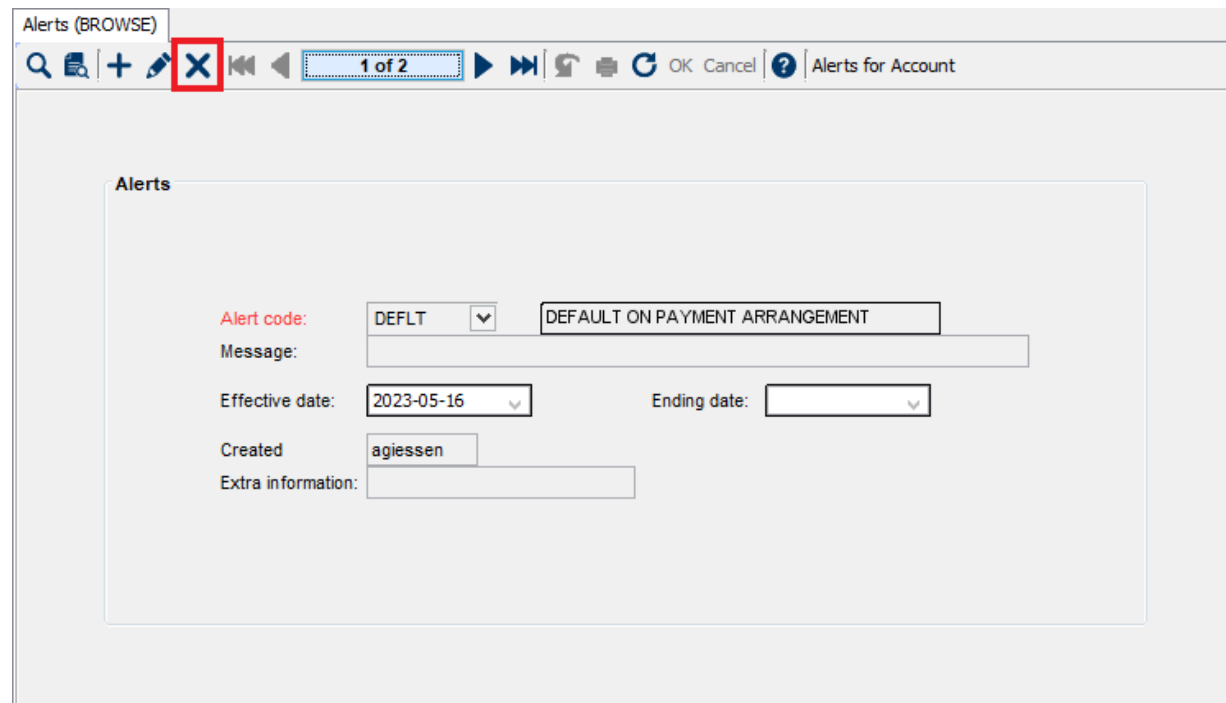 Alerts (BROWSE)
1 of 2 OK Cancel ? Alerts for Account
Alerts
Alert code: DEFLT DEFAULT ON PAYMENT ARRANGEMENT
Message:
Effective date: 2023-05-16 Ending date:
Created agiessen
Extra information: